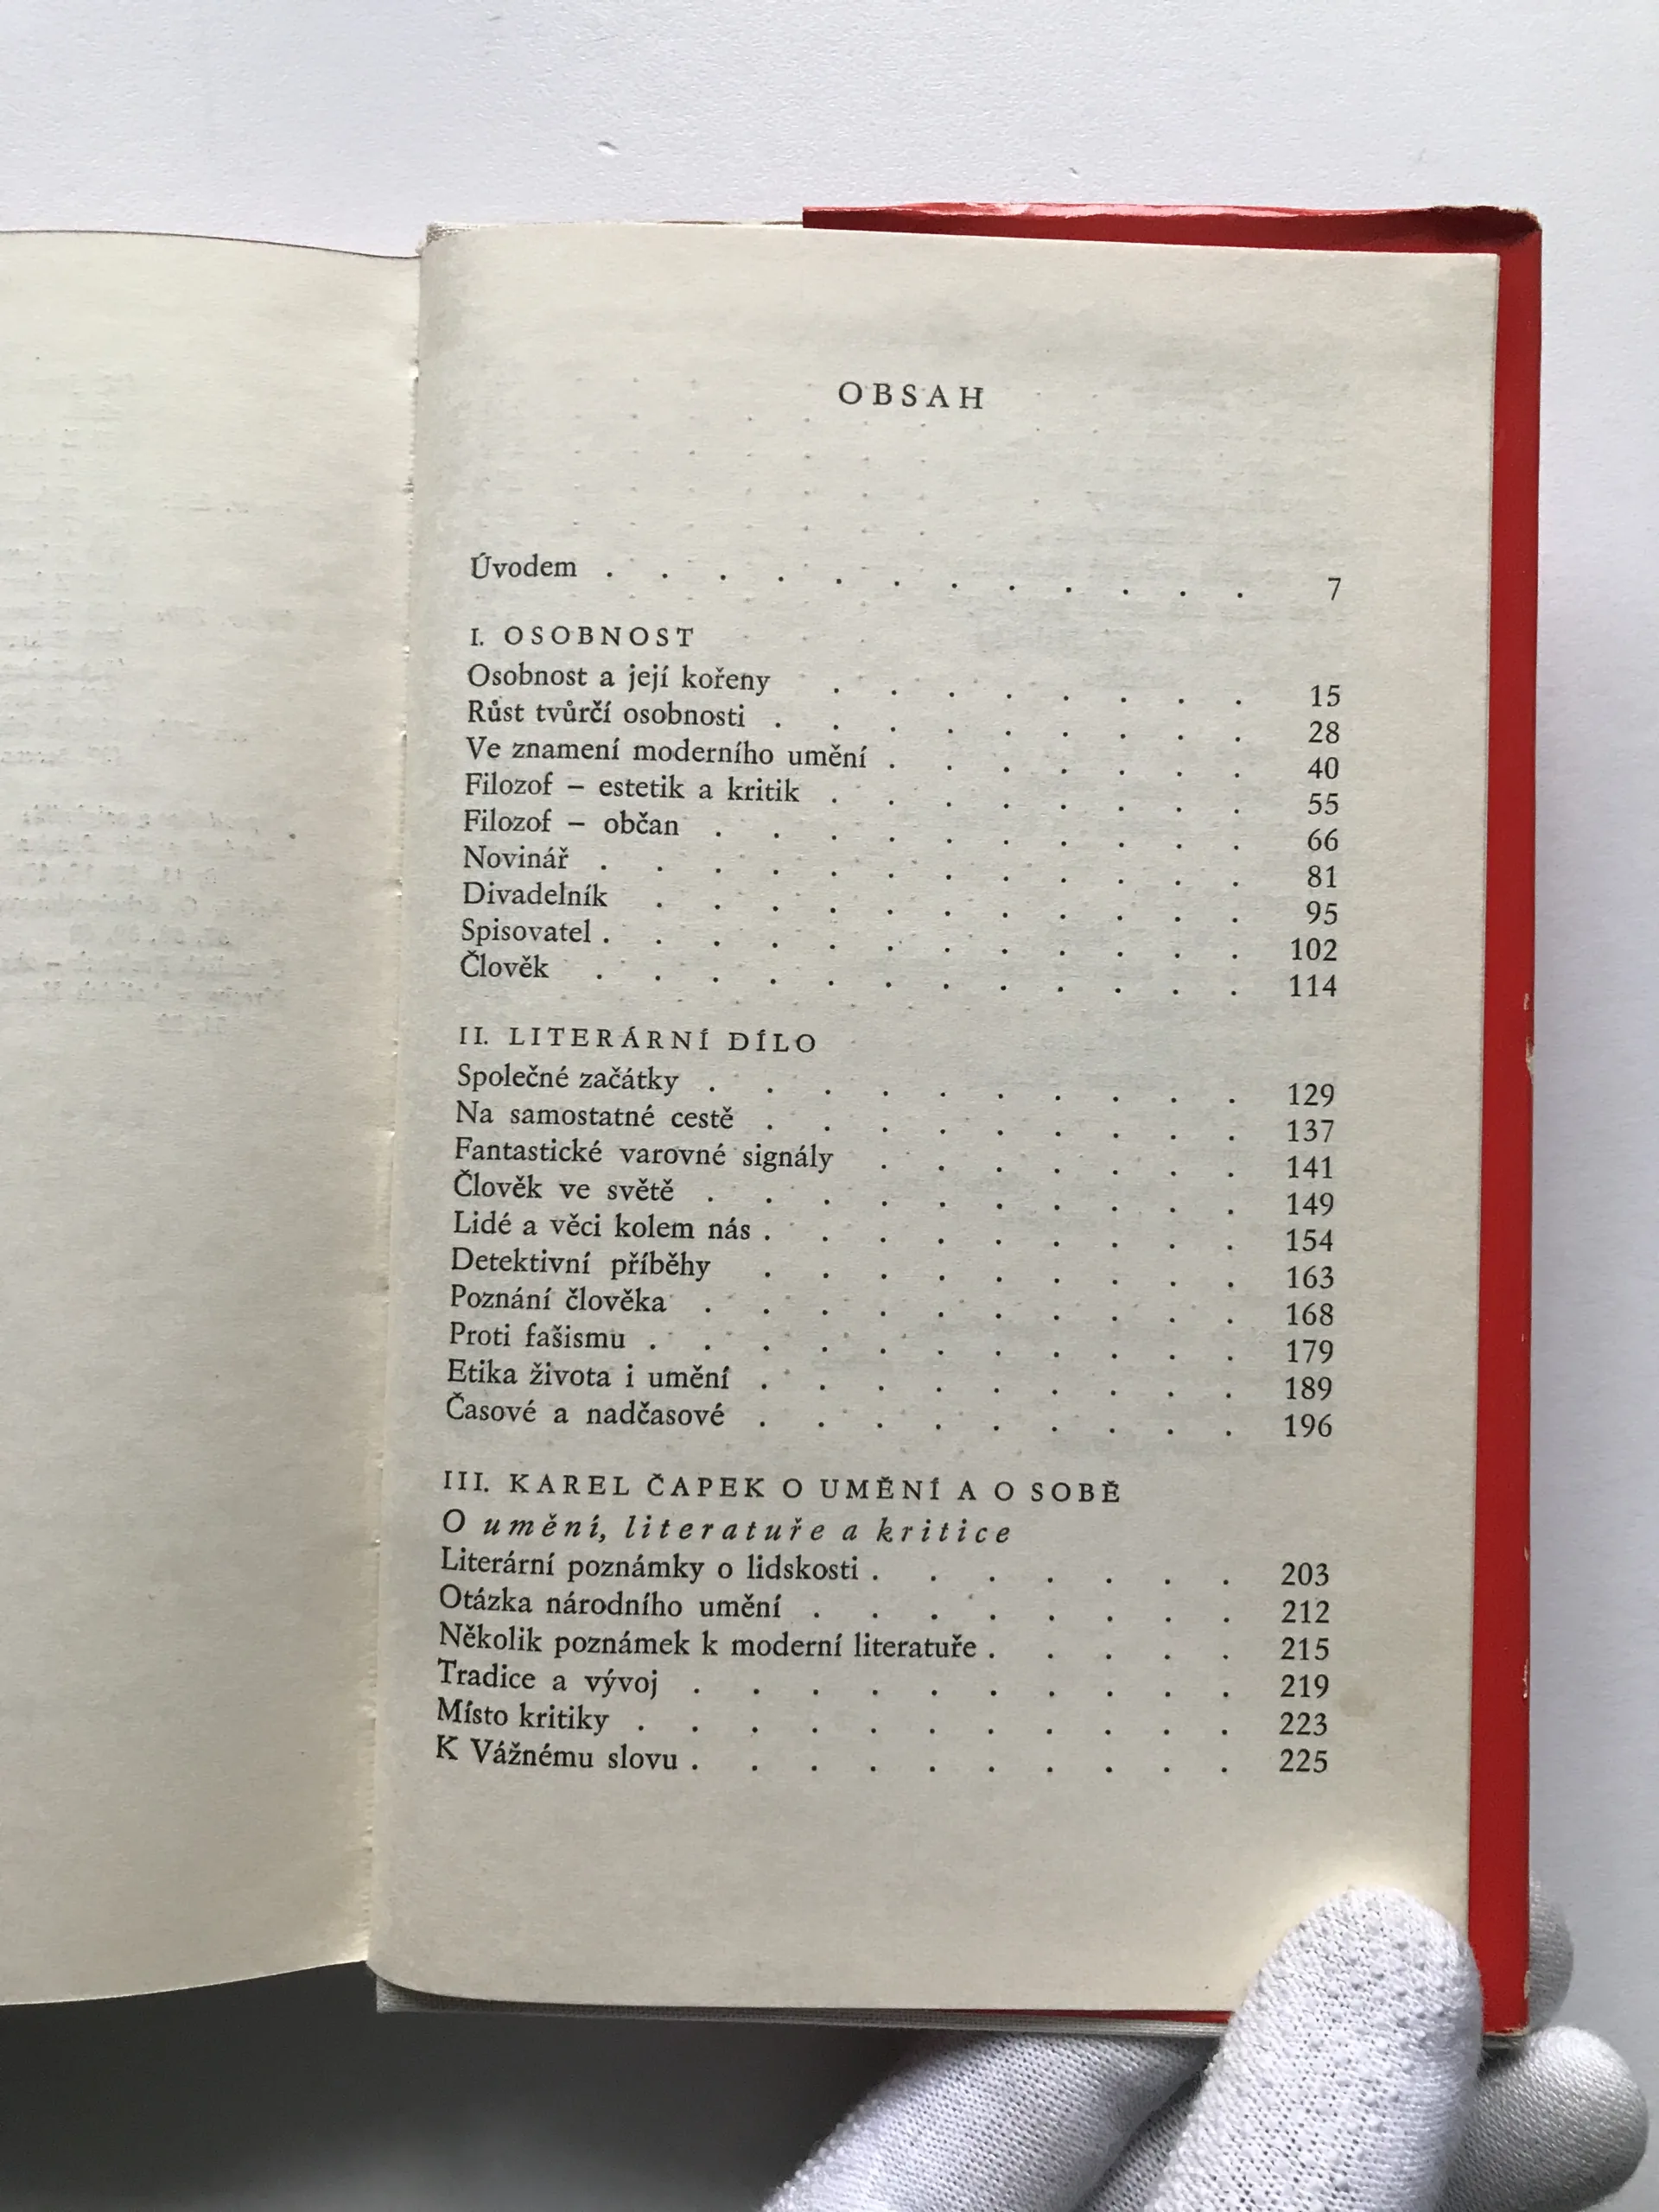 OBSAH
Úvodem . . . . . . . . . . . . 7
I. OSOBNOST
Osobnost a její kořeny . . . . . . . . 15
Růst tvůrčí osobnosti . . . . . . . . . 28
Ve znamení moderního umění . . . . . . . 40
Filozof – estetik a kritik . . . . . . . . 55
Filozof – občan . . . . . . . . . . 66
Novinář . . . . . . . . . . . . 81
Divadelník . . . . . . . . . . . 95
Spisovatel . . . . . . . . . . . . 102
Člověk . . . . . . . . . . . . 114
II. LITERÁRNÍ DÍLO
Společné začátky . . . . . . . . . . 129
Na samostatné cestě . . . . . . . . . 137
Fantastické varovné signály . . . . . . . 141
Člověk ve světě . . . . . . . . . . 149
Lidé a věci kolem nás . . . . . . . . . 154
Detektivní příběhy . . . . . . . . . 163
Poznání člověka . . . . . . . . . . 168
Proti fašismu . . . . . . . . . . . 179
Etika života i umění . . . . . . . . . 189
Časové a nadčasové . . . . . . . . . 196
III. KAREL ČAPEK O UMĚNÍ A O SOBĚ
O umění, literatuře a kritice
Literární poznámky o lidskosti . . . . . . . 203
Otázka národního umění . . . . . . . . 212
Několik poznámek k moderní literatuře . . . . . 215
Tradice a vývoj . . . . . . . . . . 219
Místo kritiky . . . . . . . . . . . 223
K Vážnému slovu . . . . . . . . . . 225